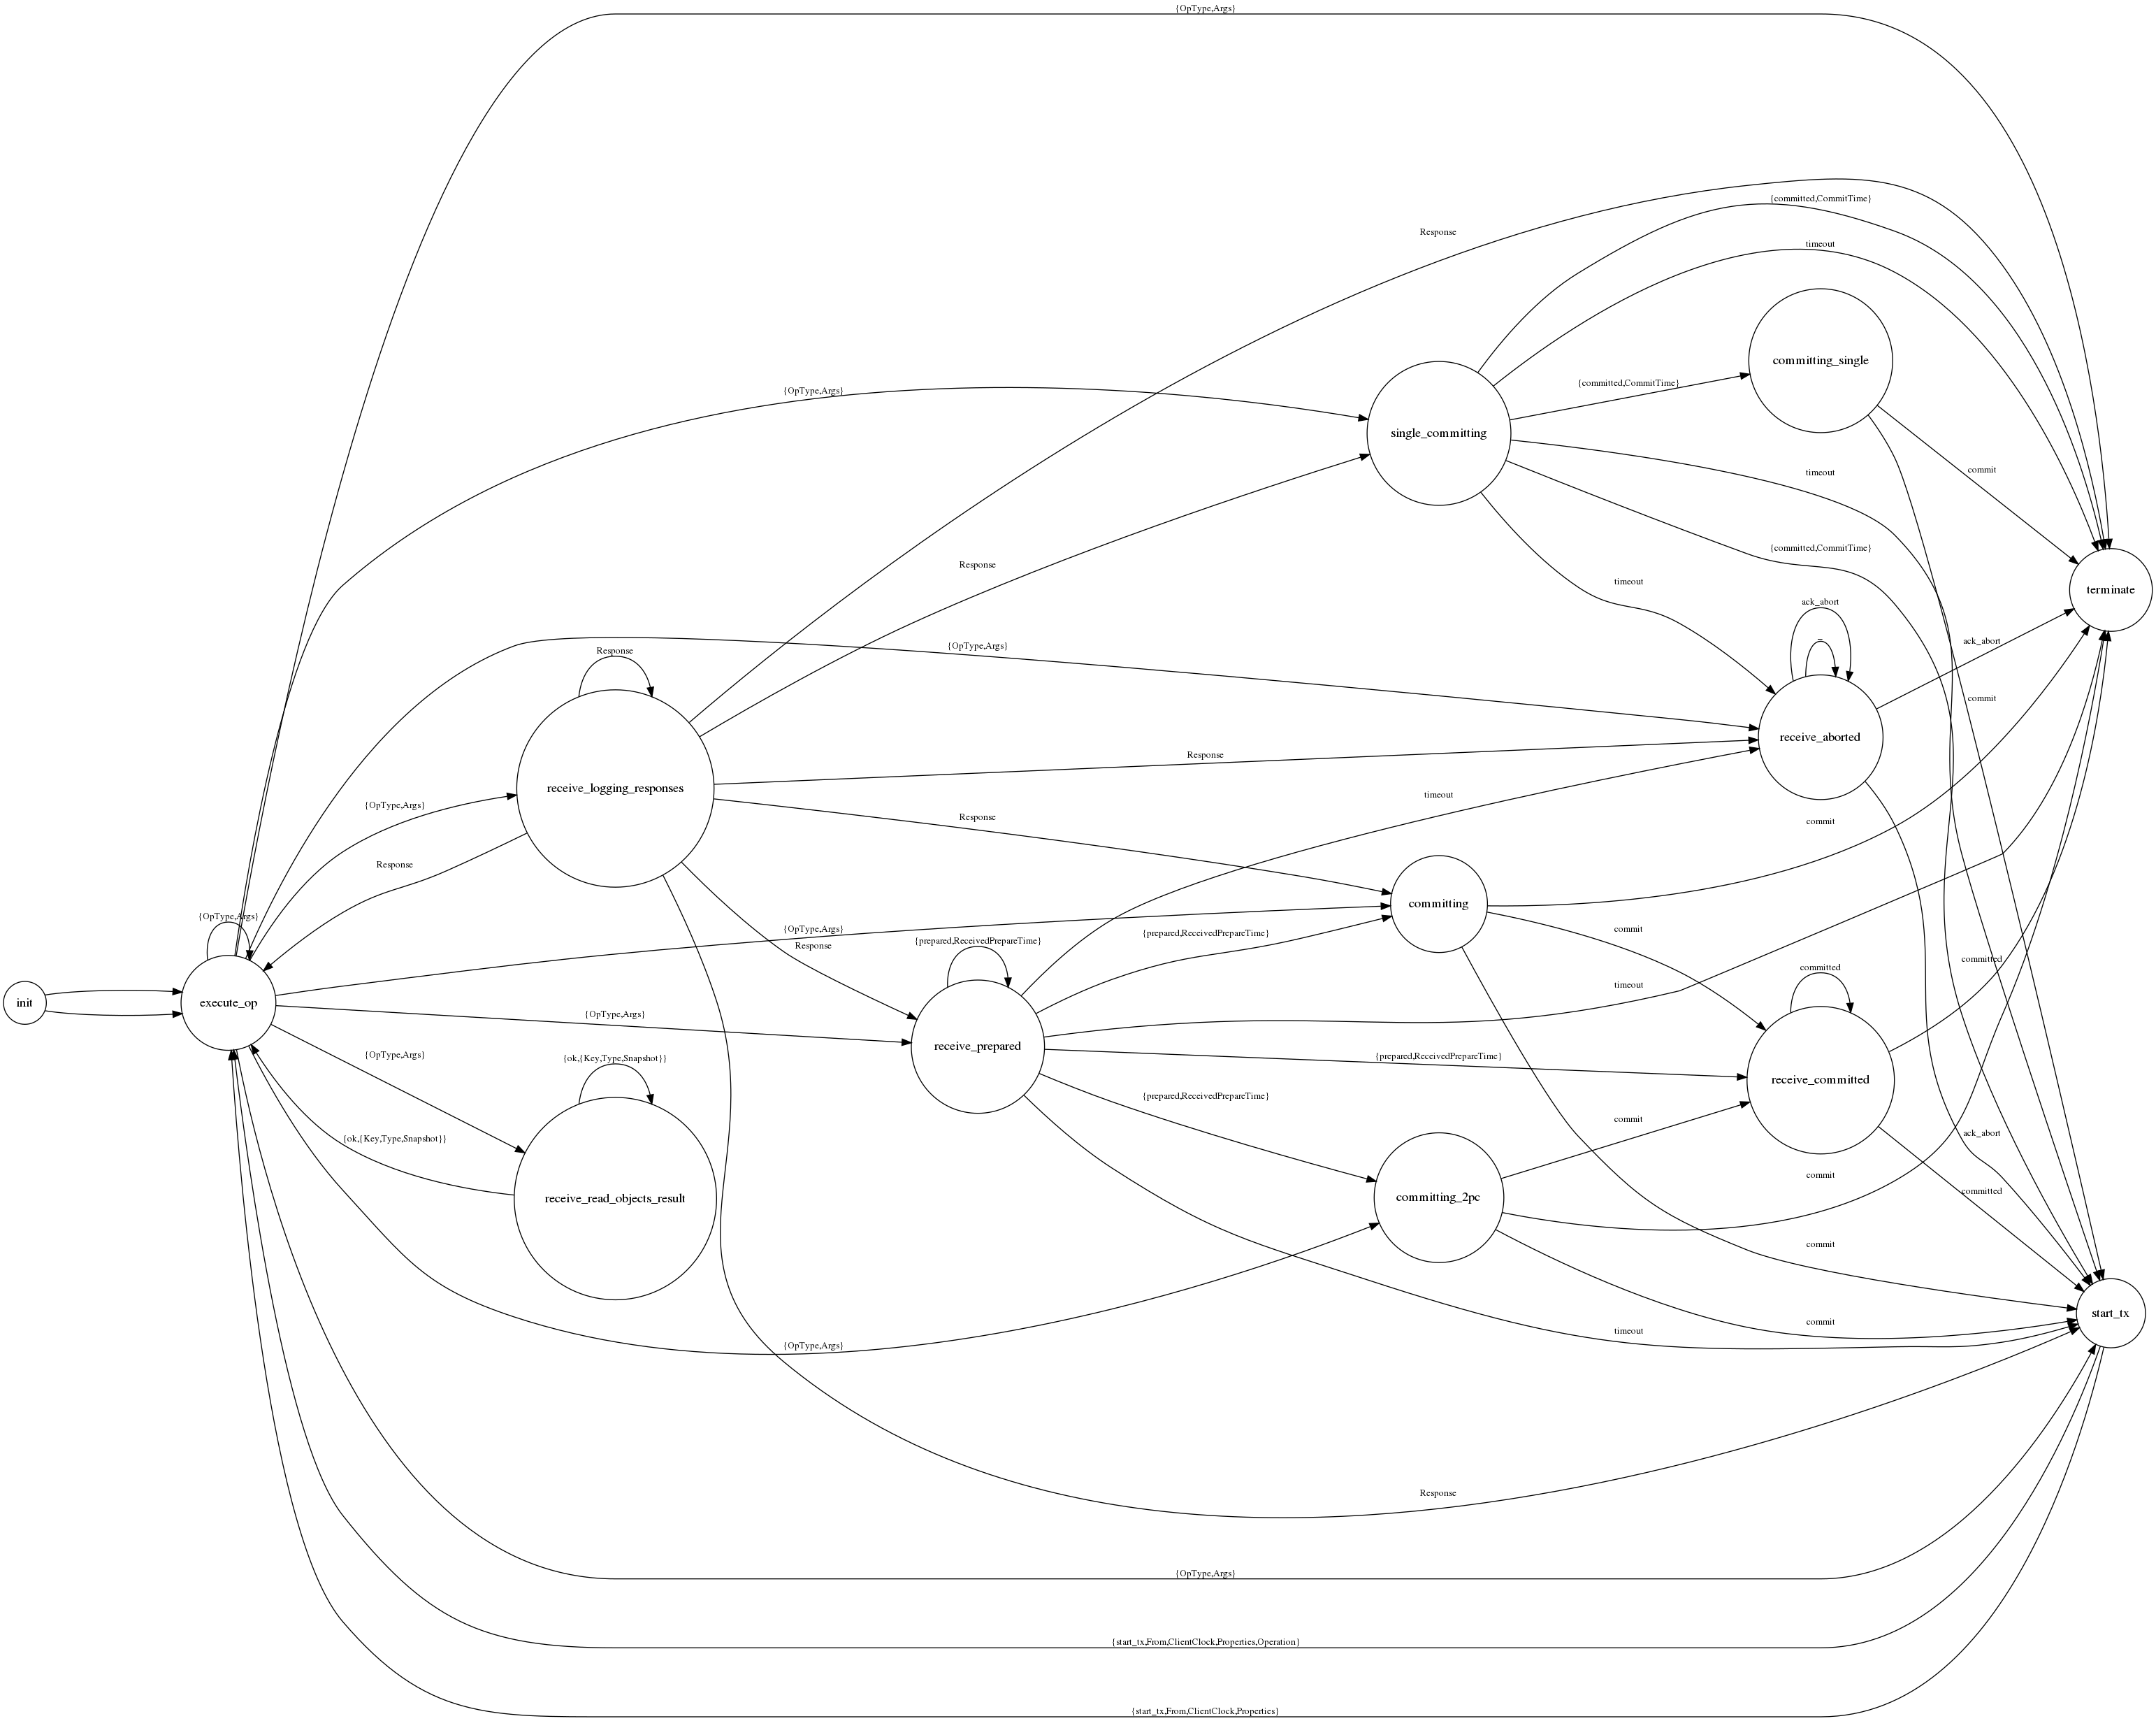 {OpType,Args}
{committed,CommitTime}
Response
timeout
committing_single
{committed,CommitTime}
{OpType,Args}
single_committing
commit
timeout
{committed,CommitTime}
Response
timeout
terminate
ack_abort
_
ack_abort
{OpType,Args}
Response
commit
receive_aborted
Response
receive_logging_responses
timeout
{OpType,Args}
Response
commit
Response
committing
{OpType,Args}
{OpType,Args}
commit
{prepared,ReceivedPrepareTime}
{prepared,ReceivedPrepareTime}
Response
committed
committed
timeout
init
execute_op
{OpType,Args}
receive_prepared
{OpType,Args}
{ok,{Key,Type,Snapshot}}
{prepared,ReceivedPrepareTime}
receive_committed
{prepared,ReceivedPrepareTime}
commit
ack_abort
{ok,{Key,Type,Snapshot}}
commit
committed
receive_read_objects_result
committing_2pc
commit
start_tx
commit
timeout
{OpType,Args}
Response
{OpType,Args}
{start_tx,From,ClientClock,Properties,Operation}
{start_tx,From,ClientClock,Properties}